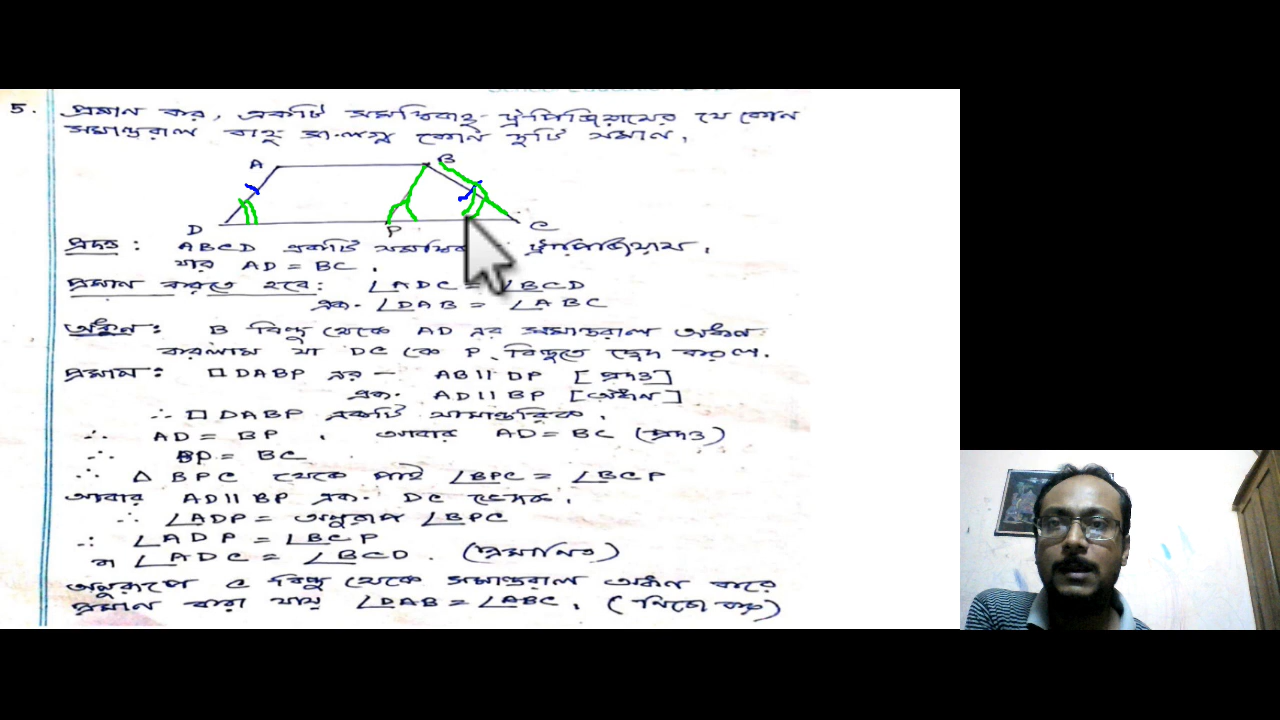 5. প্রমান কর, একটি সমদ্বিবাহু ট্রাপিজিয়ামের যে কোন
সমান্তরাল বাহু সংলগ্ন কোন দুটি সমান।
A B
D P C
প্রদত্ত : ABCD একটি সমদ্বি ট্রাপিজিয়াম,
যার AD = BC.
প্রমান করতে হবে: ∠ADC = ∠BCD
এবং ∠DAB = ∠ABC
অঙ্কন: B বিন্দু থেকে AD এর সমান্তরাল অঙ্কন
করলাম যা DC কে P বিন্দুতে ছেদ করল.
প্রমান: □DABP এর — AB॥DP [প্রদত্ত]
এবং AD॥BP [অঙ্কন]
∴ □DABP একটি সামান্তরিক.
∴ AD = BP. আবার AD = BC (প্রদত্ত)
∴ BP = BC
∴ △ BPC থেকে পাই ∠BPC = ∠BCP
আবার AD॥BP এবং DC ভেদক.
∴ ∠ADP = অনুরূপ ∠BPC
∴ ∠ADP = ∠BCP
বা ∠ADC = ∠BCD. (প্রমানিত)
অনুরূপে C বিন্দু থেকে সমান্তরাল অঙ্কন করে
প্রমান করা যায় ∠DAB = ∠ABC. (নিজে কর)